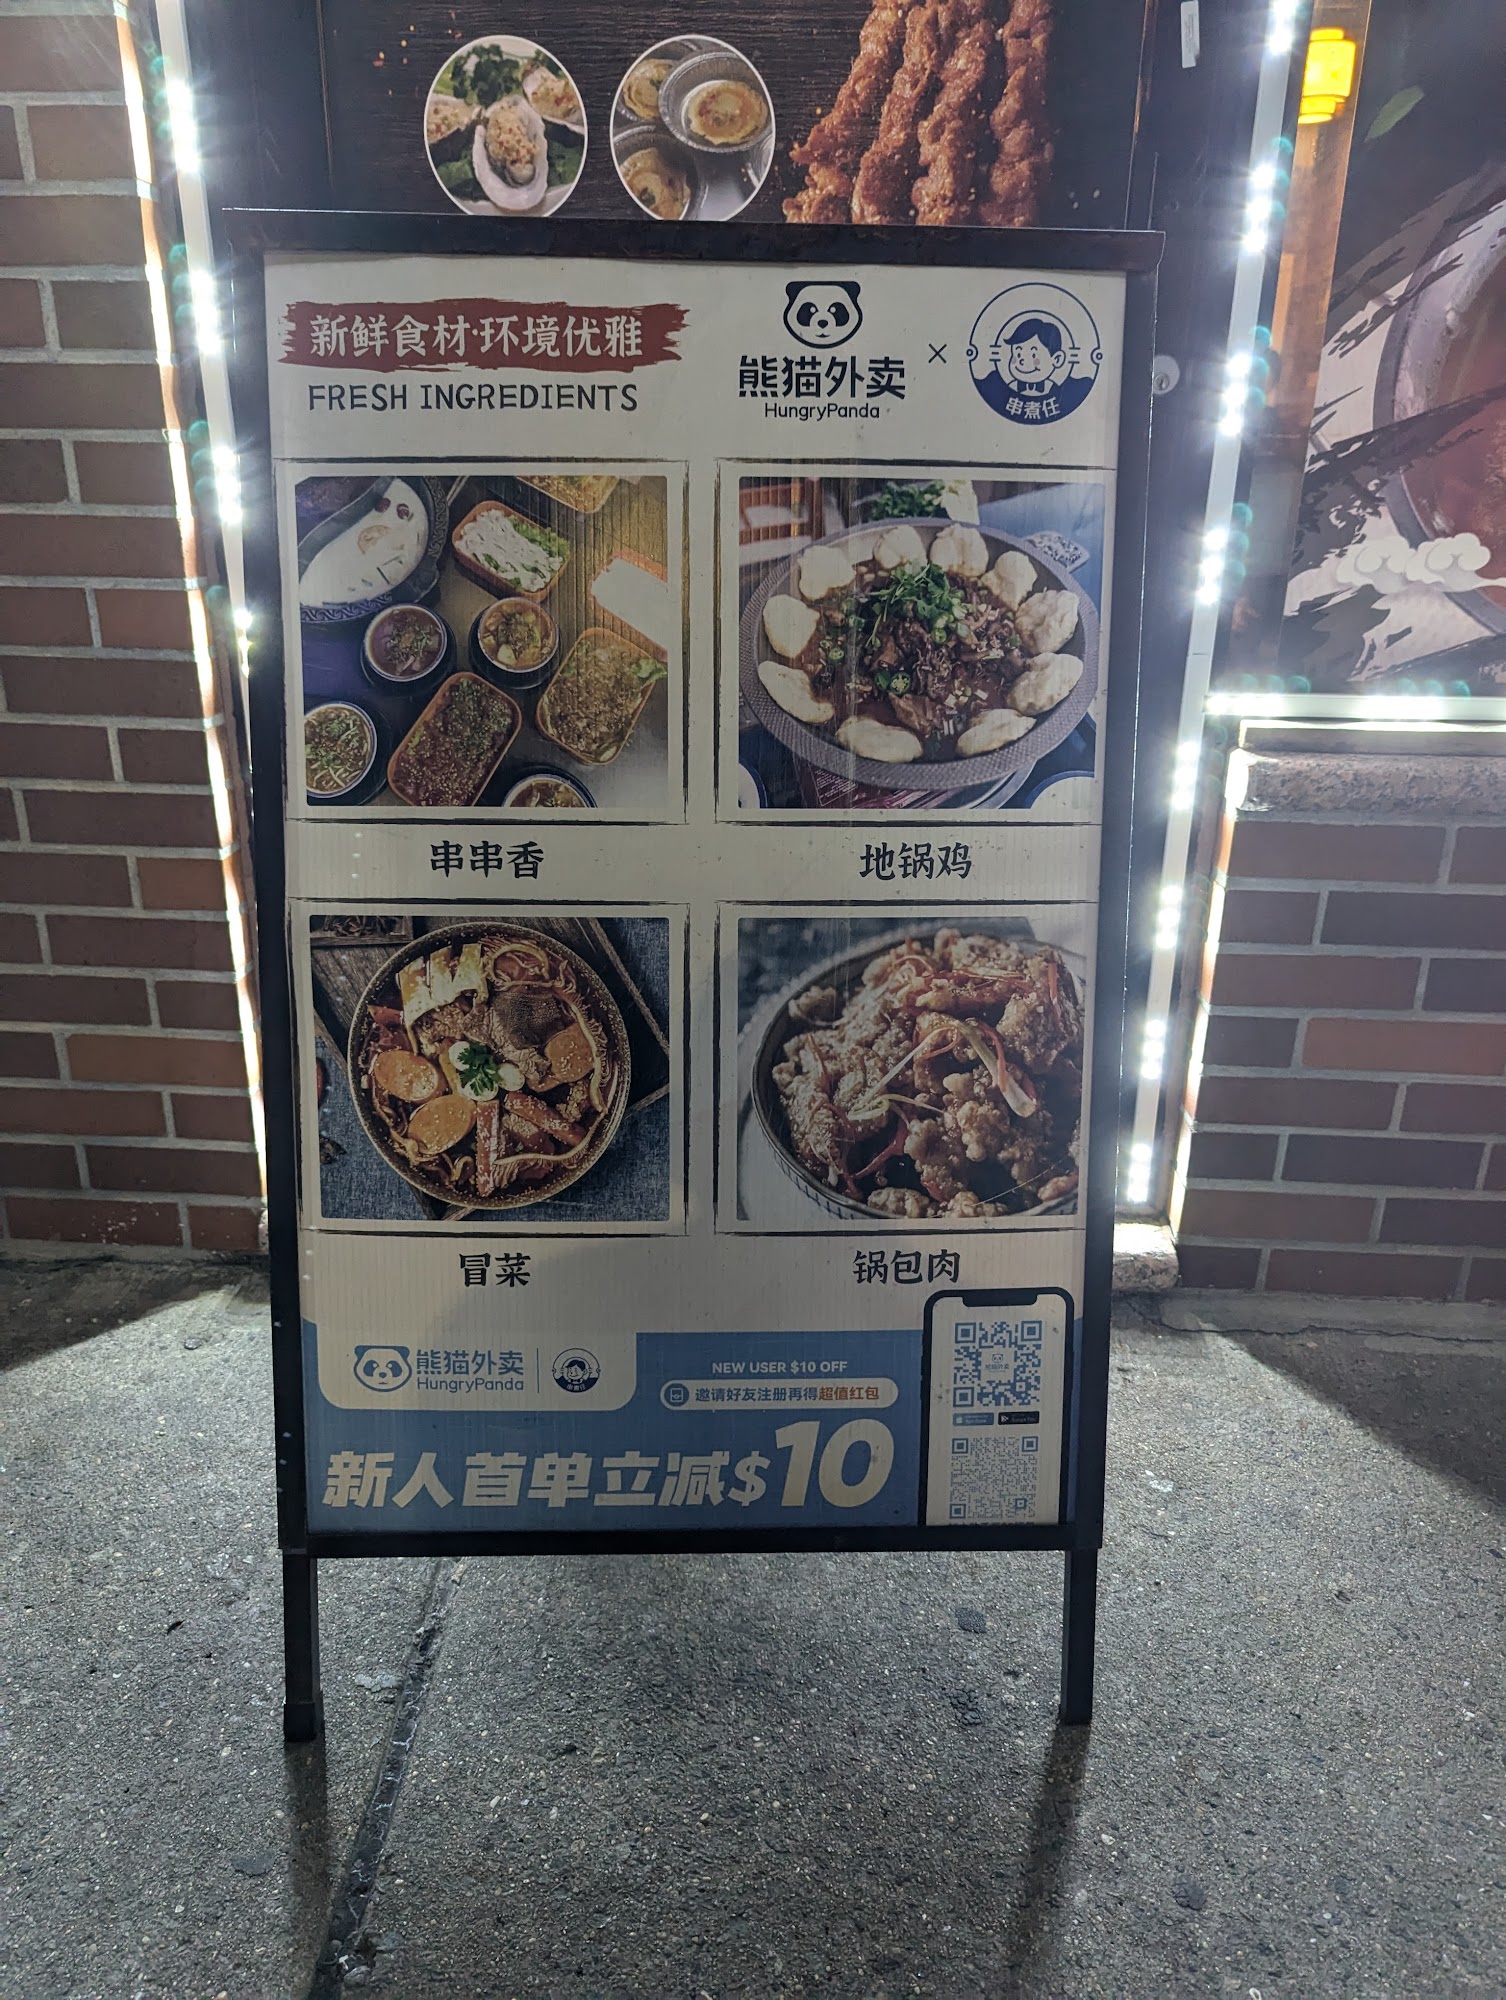 新鲜食材·环境优雅
FRESH INGREDIENTS
熊猫外卖
HungryPanda
×
串煮任
串串香
地锅鸡
冒菜
锅包肉
熊猫外卖
HungryPanda
NEW USER $10 OFF
邀请好友注册再得超值红包
新人首单立减$10